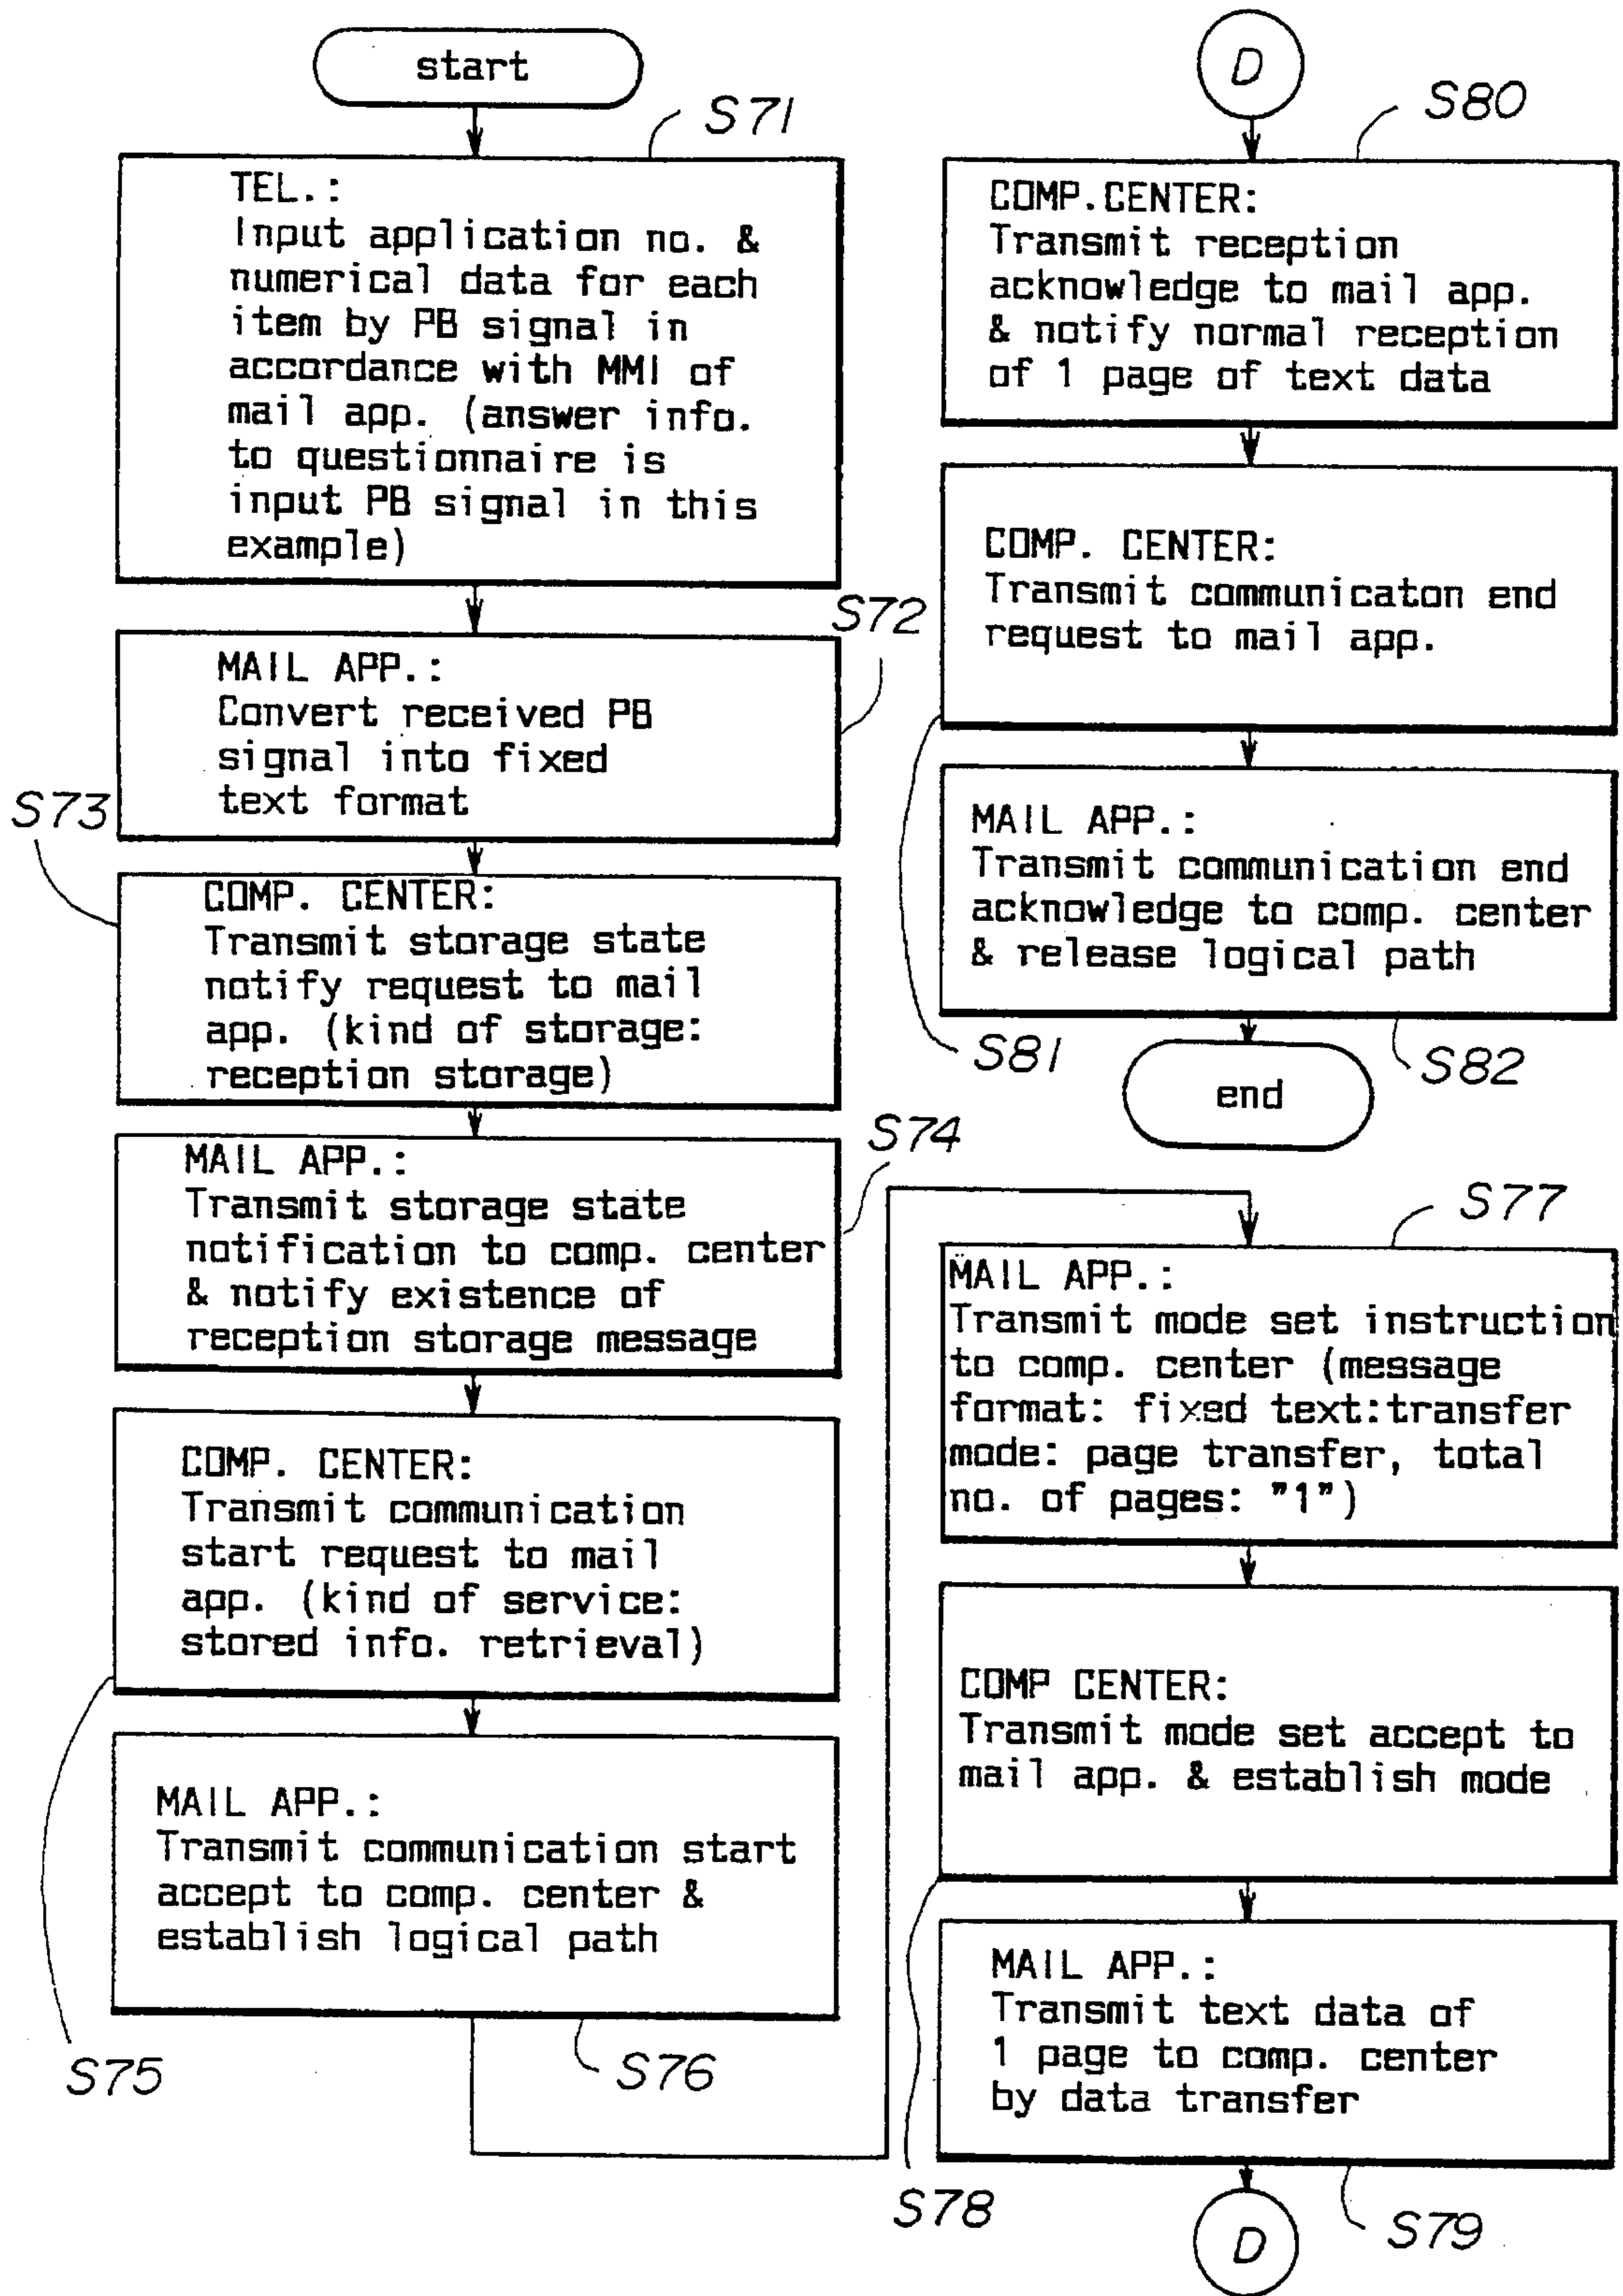 start
S71
TEL.:
Input application no. &
numerical data for each
item by PB signal in
accordance with MMI of
mail app. (answer info.
to questionnaire is
input PB signal in this
example)
S72
MAIL APP.:
Convert received PB
signal into fixed
text format
S73
COMP. CENTER:
Transmit storage state
notify request to mail
app. (kind of storage:
reception storage)
S74
MAIL APP.:
Transmit storage state
notification to comp. center
& notify existence of
reception storage message
COMP. CENTER:
Transmit communication
start request to mail
app. (kind of service:
stored info. retrieval)
S75
MAIL APP.:
Transmit communication start
accept to comp. center &
establish logical path
S76
S77
MAIL APP.:
Transmit mode set instruction
to comp. center (message
format: fixed text:transfer
mode: page transfer, total
no. of pages: "1")
COMP CENTER:
Transmit mode set accept to
mail app. & establish mode
S78
MAIL APP.:
Transmit text data of
1 page to comp. center
by data transfer
S79
D
D
S80
COMP.CENTER:
Transmit reception
acknowledge to mail app.
& notify normal reception
of 1 page of text data
COMP. CENTER:
Transmit communicaton end
request to mail app.
S81
MAIL APP.:
Transmit communication end
acknowledge to comp. center
& release logical path
S82
end